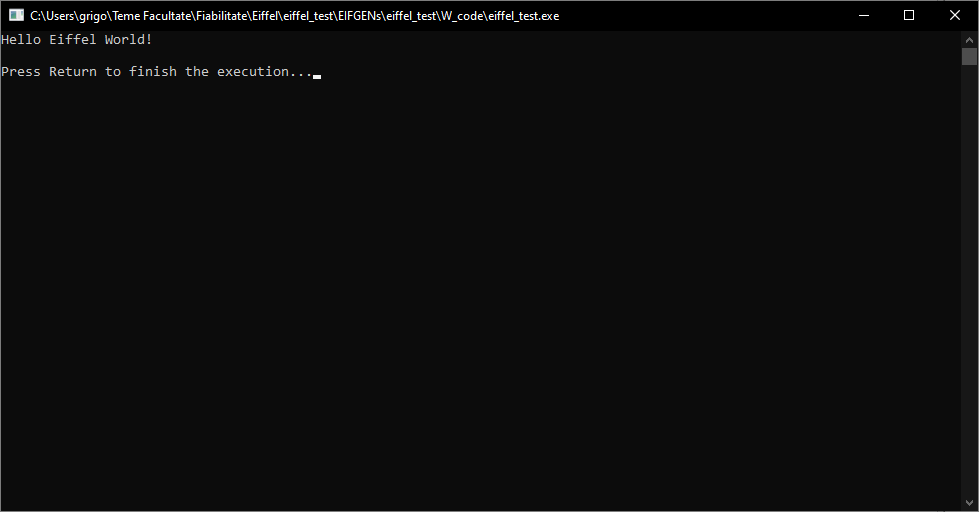 C:\Users\grigo\Teme Facultate\Fiabilitate\Eiffel\eiffel_test\EIFGENs\eiffel_test\W_code\eiffel_test.exe
Hello Eiffel World!
Press Return to finish the execution...